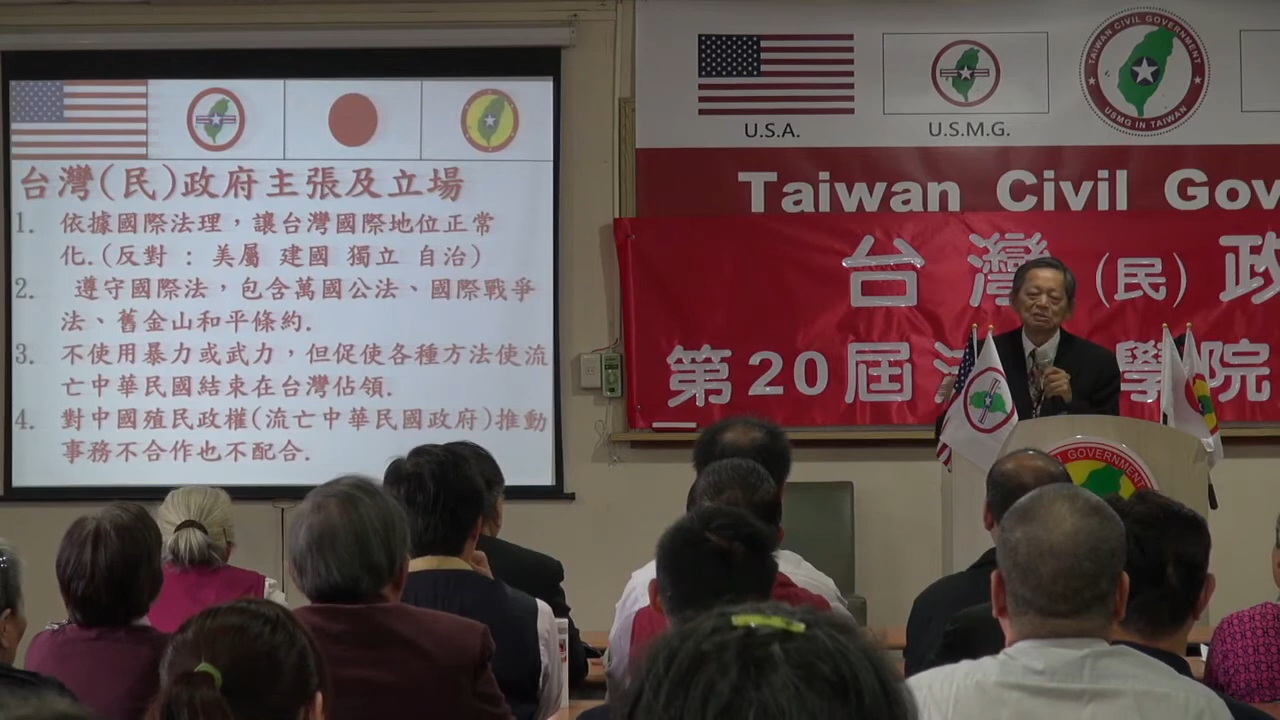 台灣(民)政府主張及立場
1. 依據國際法理，讓台灣國際地位正常
化.(反對 : 美屬 建國 獨立 自治)
2. 遵守國際法，包含萬國公法、國際戰爭
法、舊金山和平條約.
3. 不使用暴力或武力，但促使各種方法使流
亡中華民國結束在台灣佔領.
4. 對中國殖民政權(流亡中華民國政府)推動
事務不合作也不配合.
U.S.A.
U.S.M.G.
TAIWAN CIVIL GOVERNMENT
USMG IN TAIWAN
Taiwan Civil Gov
台灣(民)政
第20屆法 學院
L GOVERNMENT